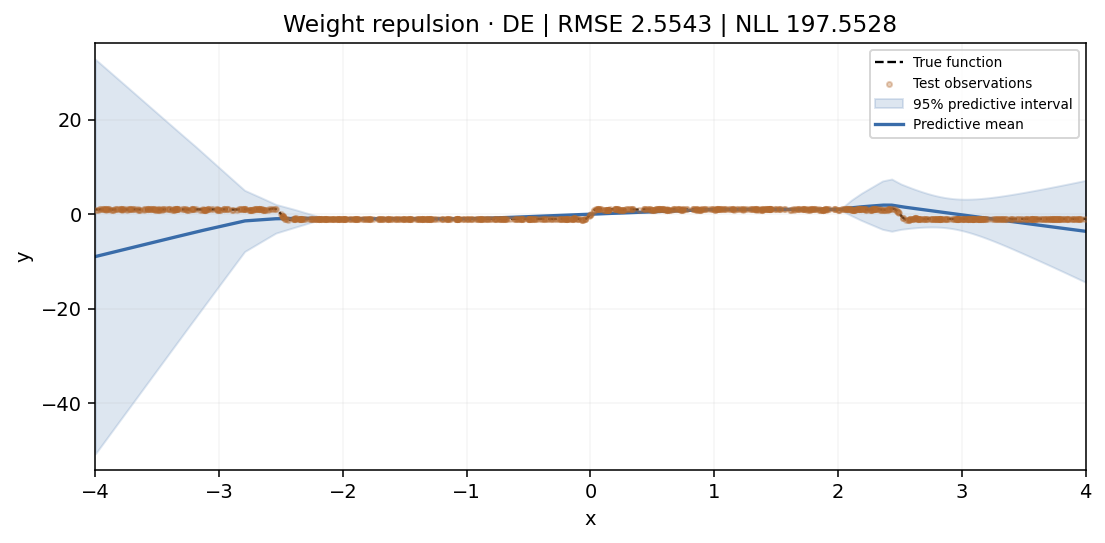 Weight repulsion · DE | RMSE 2.5543 | NLL 197.5528
True function
Test observations
95% predictive interval
Predictive mean
20
0
−20
−40
y
−4 −3 −2 −1 0 1 2 3 4
x